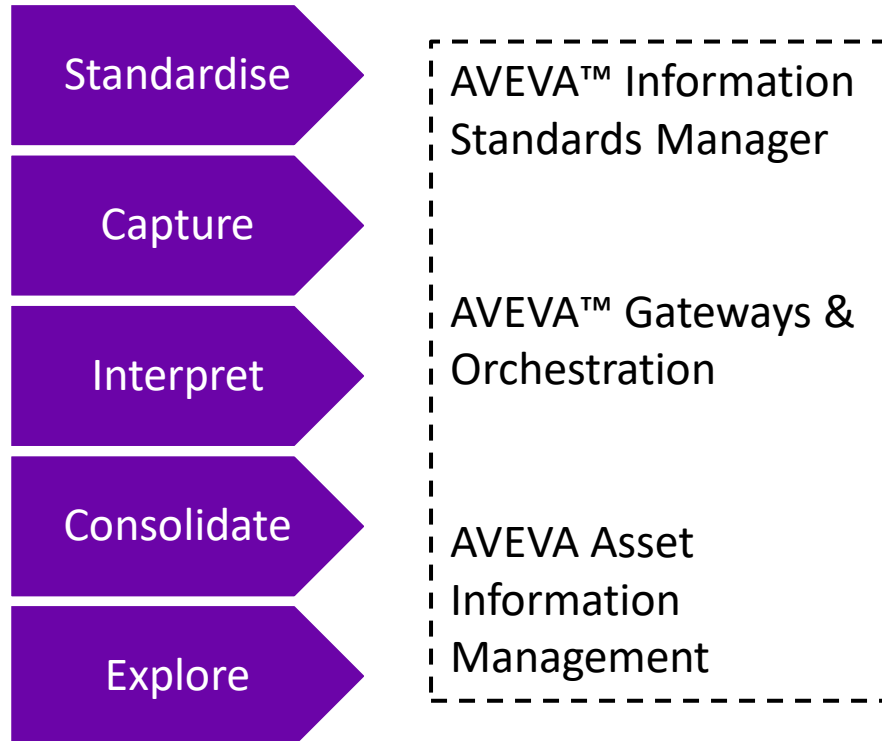 Standardise
Capture
Interpret
Consolidate
Explore
AVEVA™ Information
Standards Manager
AVEVA™ Gateways &
Orchestration
AVEVA Asset
Information
Management